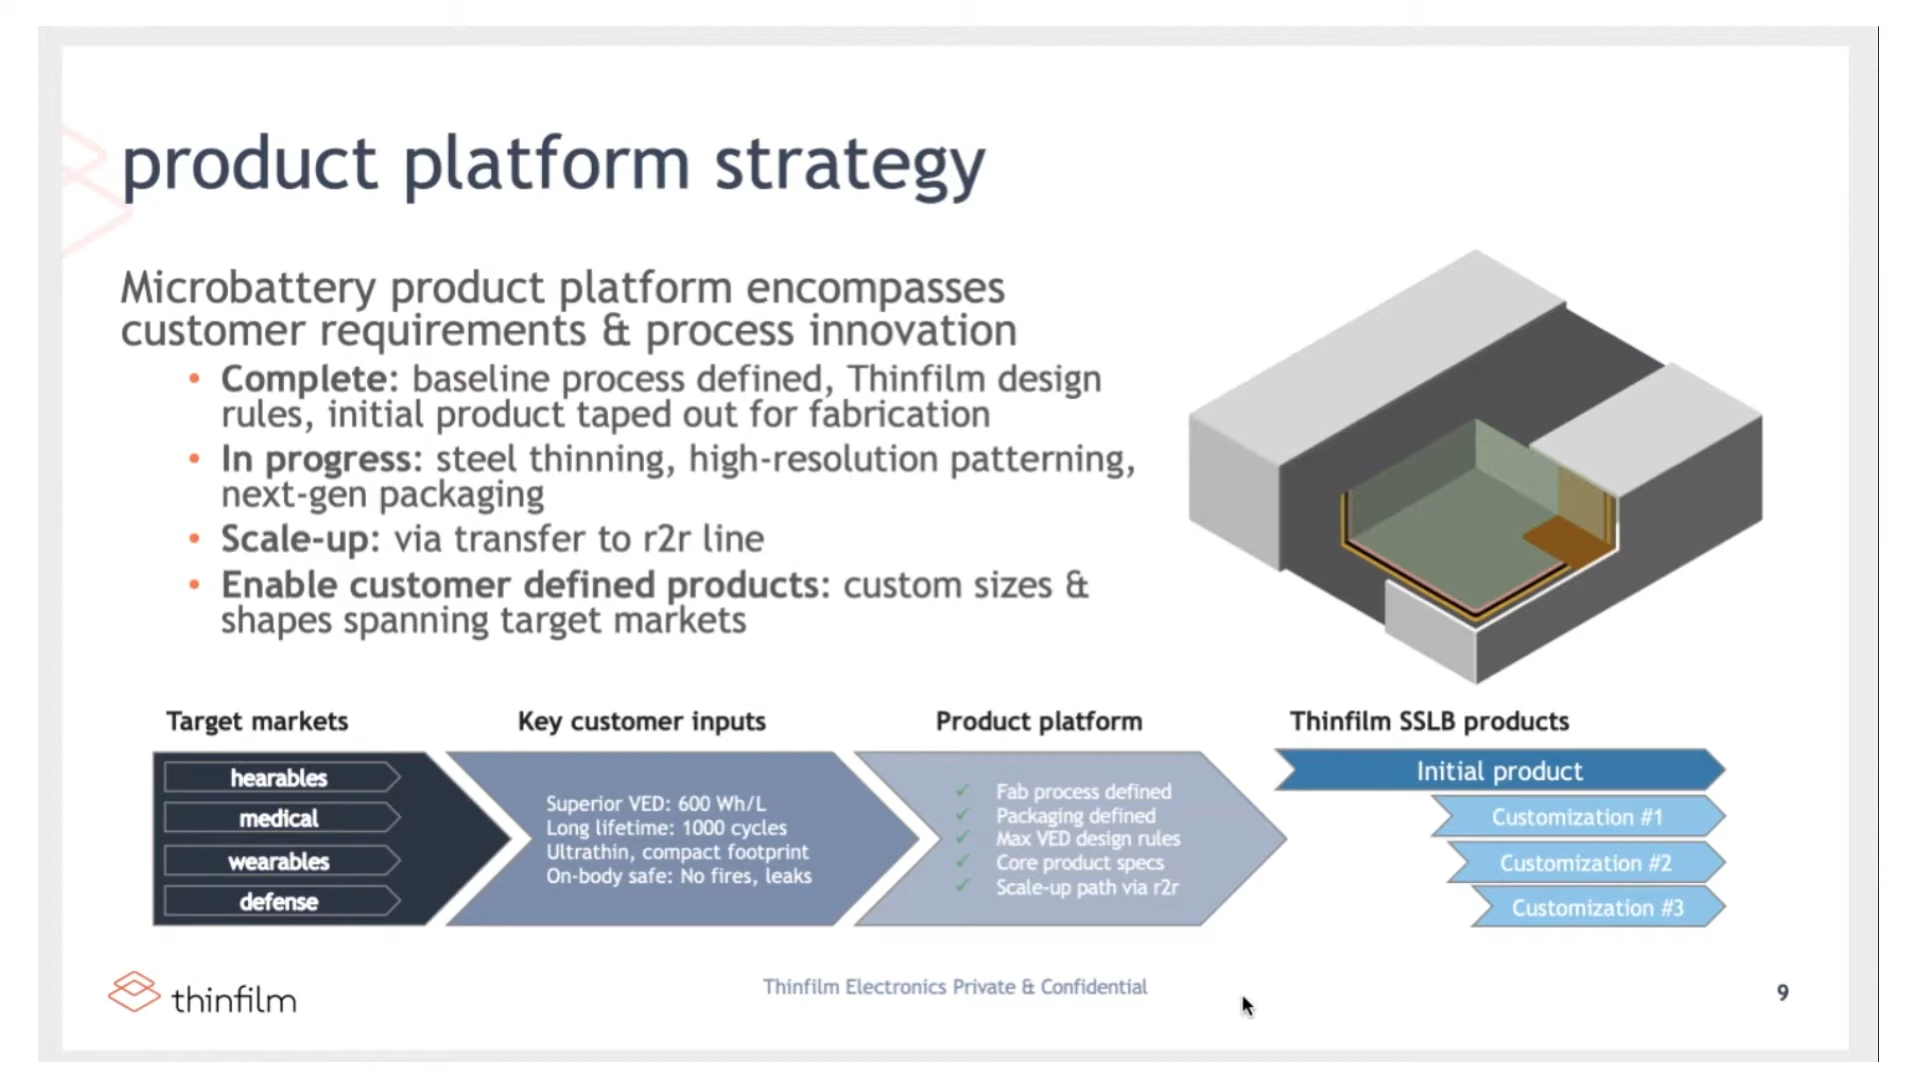 product platform strategy
Microbattery product platform encompasses
customer requirements & process innovation
• Complete: baseline process defined, Thinfilm design
rules, initial product taped out for fabrication
• In progress: steel thinning, high-resolution patterning,
next-gen packaging
• Scale-up: via transfer to r2r line
• Enable customer defined products: custom sizes &
shapes spanning target markets
Target markets
hearables
medical
wearables
defense
Key customer inputs
Superior VED: 600 Wh/L
Long lifetime: 1000 cycles
Ultrathin, compact footprint
On-body safe: No fires, leaks
Product platform
✓ Fab process defined
✓ Packaging defined
✓ Max VED design rules
✓ Core product specs
✓ Scale-up path via r2r
Thinfilm SSLB products
Initial product
Customization #1
Customization #2
Customization #3
thinfilm
Thinfilm Electronics Private & Confidential
9